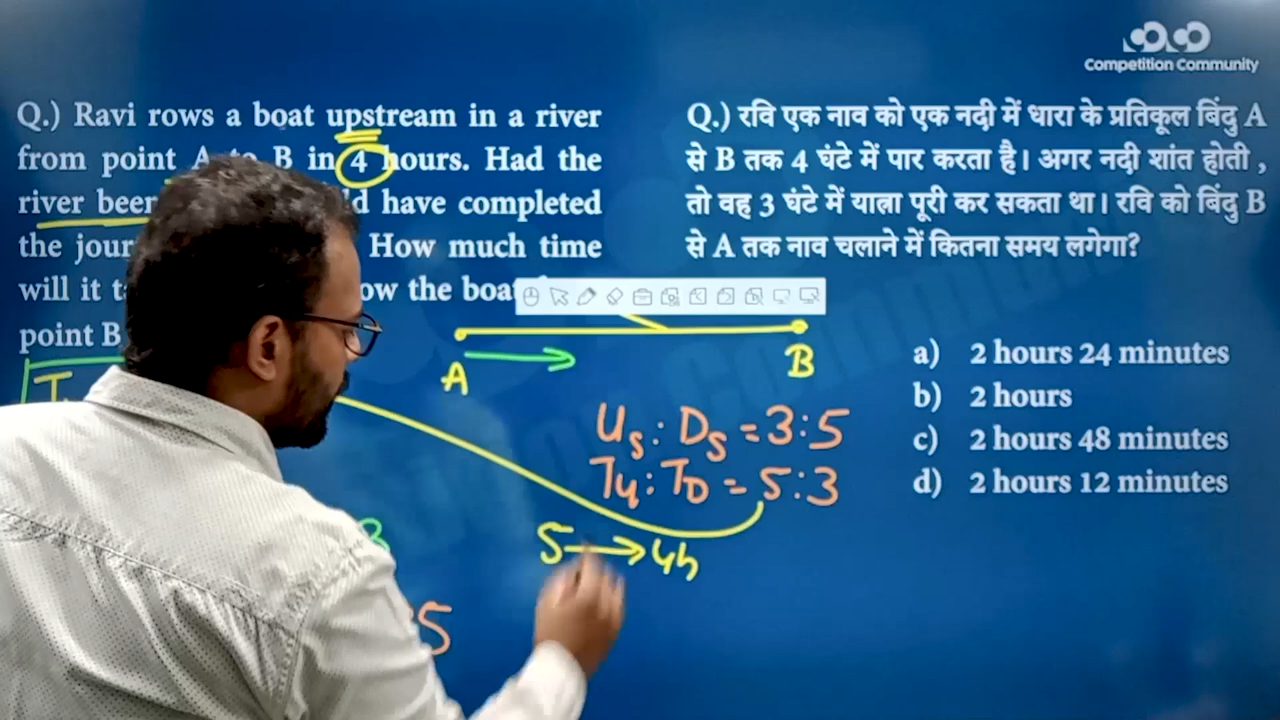 Competition Community
Q.) Ravi rows a boat upstream in a river
from point A to B in 4 hours. Had the
river been ld have completed
the jour How much time
will it ow the boat
point B
Q.) रवि एक नाव को एक नदी में धारा के प्रतिकूल बिंदु A
से B तक 4 घंटे में पार करता है। अगर नदी शांत होती ,
तो वह 3 घंटे में यात्रा पूरी कर सकता था। रवि को बिंदु B
से A तक नाव चलाने में कितना समय लगेगा?
A B
a) 2 hours 24 minutes
b) 2 hours
c) 2 hours 48 minutes
d) 2 hours 12 minutes
Us : Ds = 3:5
Tu : TD = 5:3
5 → 4h
5